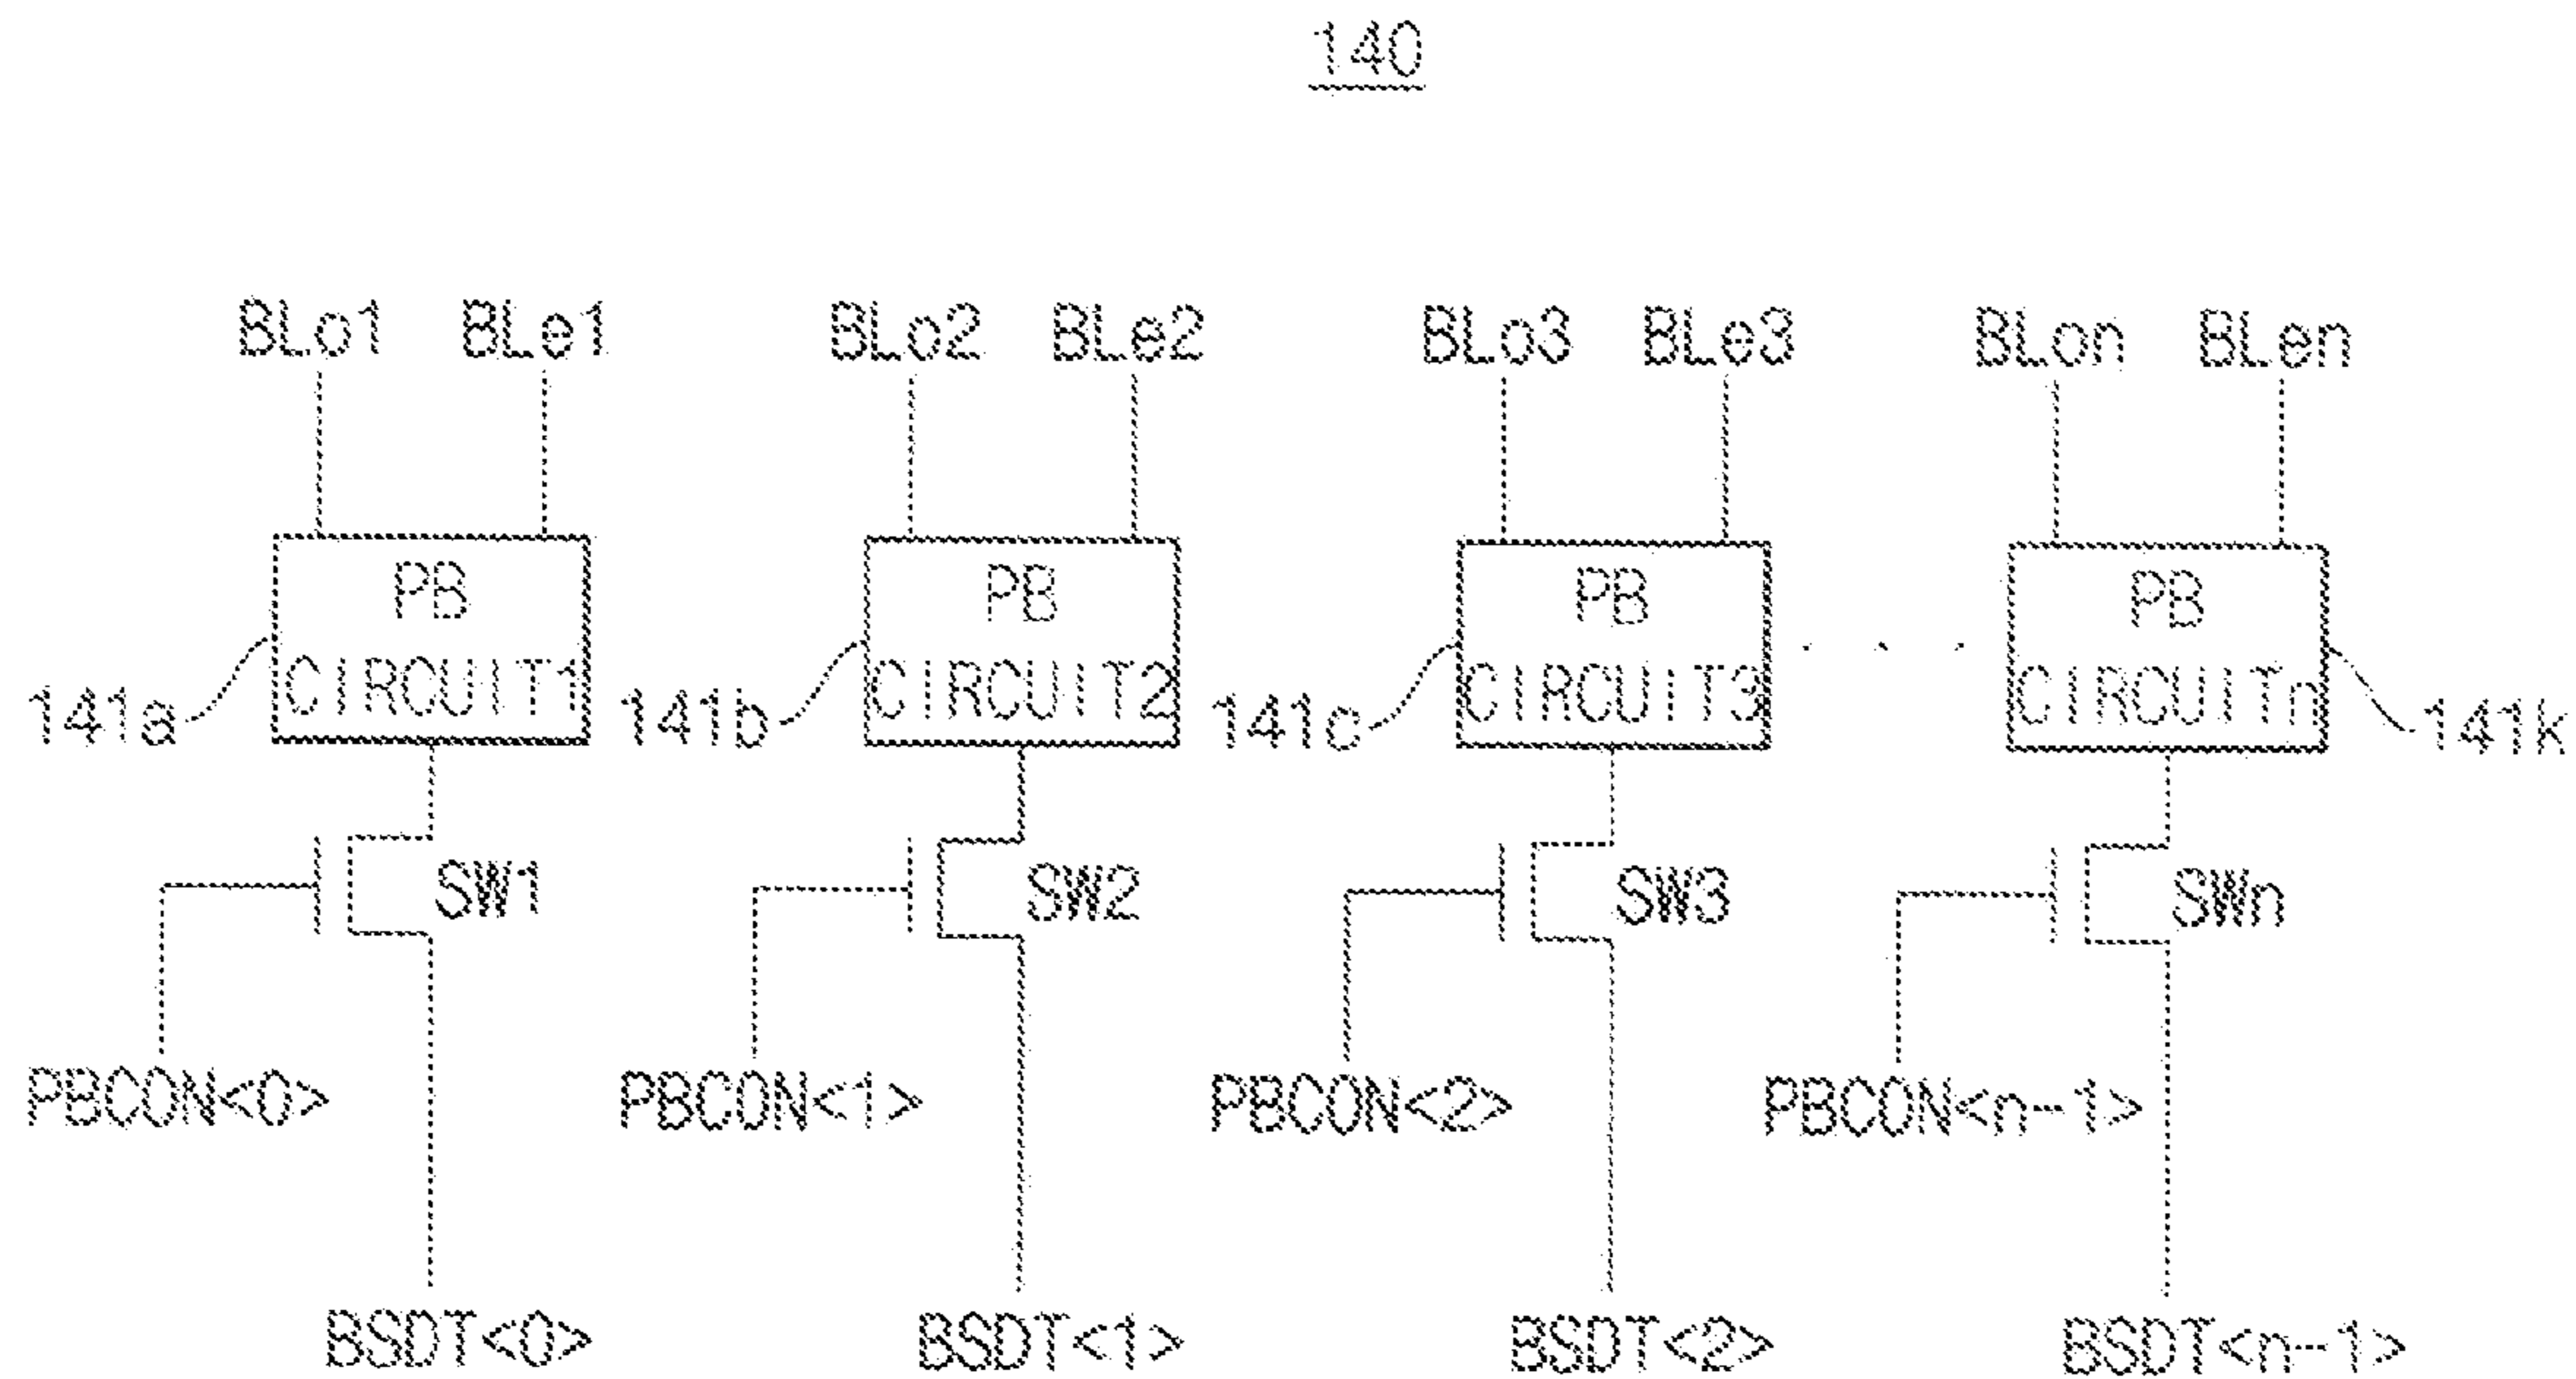 140
BLo1 BLe1 BLo2 BLe2 BLo3 BLe3 BLon BLen
PB PB PB PB
CIRCUIT1 CIRCUIT2 CIRCUIT3 CIRCUITn
141a 141b 141c 141k
SW1 SW2 SW3 SWn
PBCON<0> PBCON<1> PBCON<2> PBCON<n-1>
BSDT<0> BSDT<1> BSDT<2> BSDT<n-1>